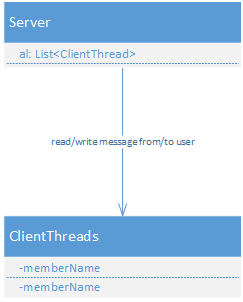 Server
al: List<ClientThread>
read/write message from/to user
ClientThreads
-memberName
-memberName